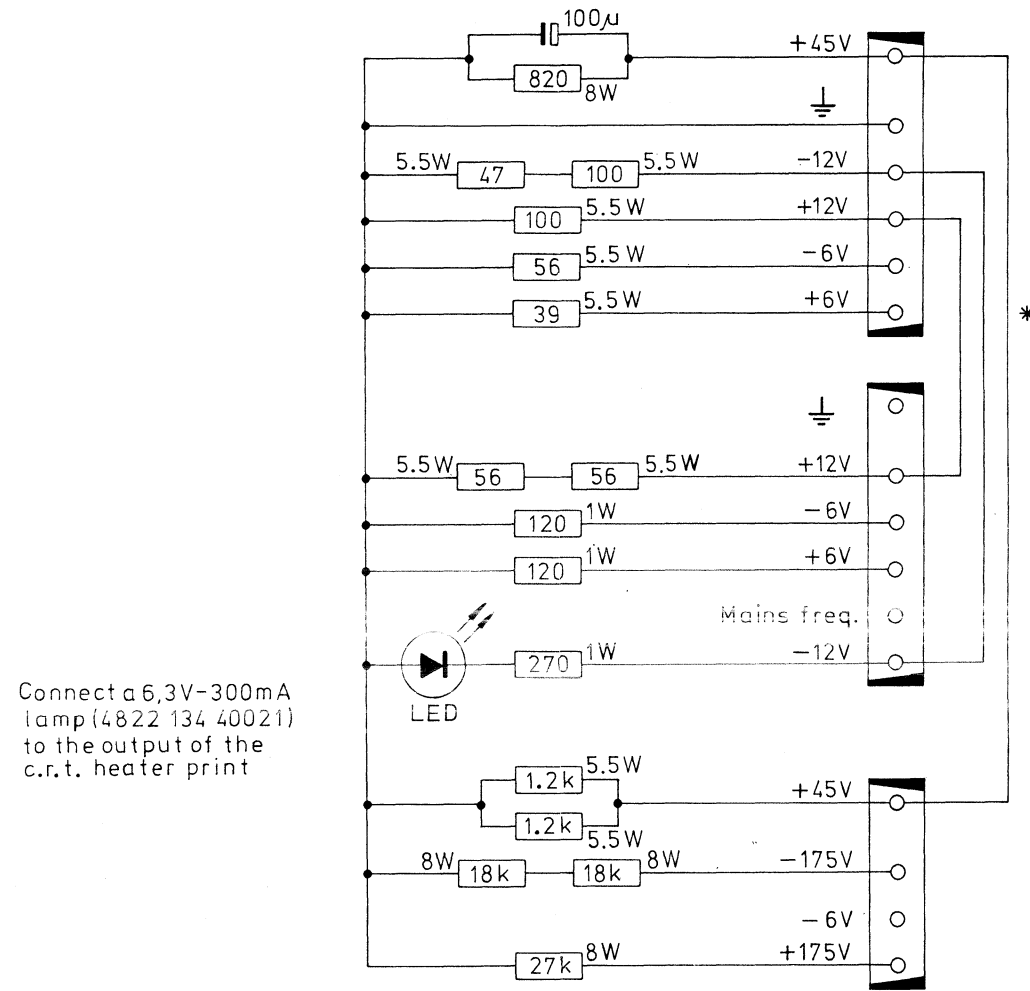 100μ
+45V
820
8W
5.5W 47 100 5.5W -12V
100 5.5W +12V
56 5.5W -6V
39 5.5W +6V
*
5.5W 56 56 5.5W +12V
120 1W -6V
120 1W +6V
Mains freq.
270 1W -12V
LED
Connect a 6,3V-300mA
lamp (4822 134 40021)
to the output of the
c.r.t. heater print
1.2k 5.5W +45V
1.2k 5.5W
8W 18k 18k 8W -175V
-6V
27k 8W +175V